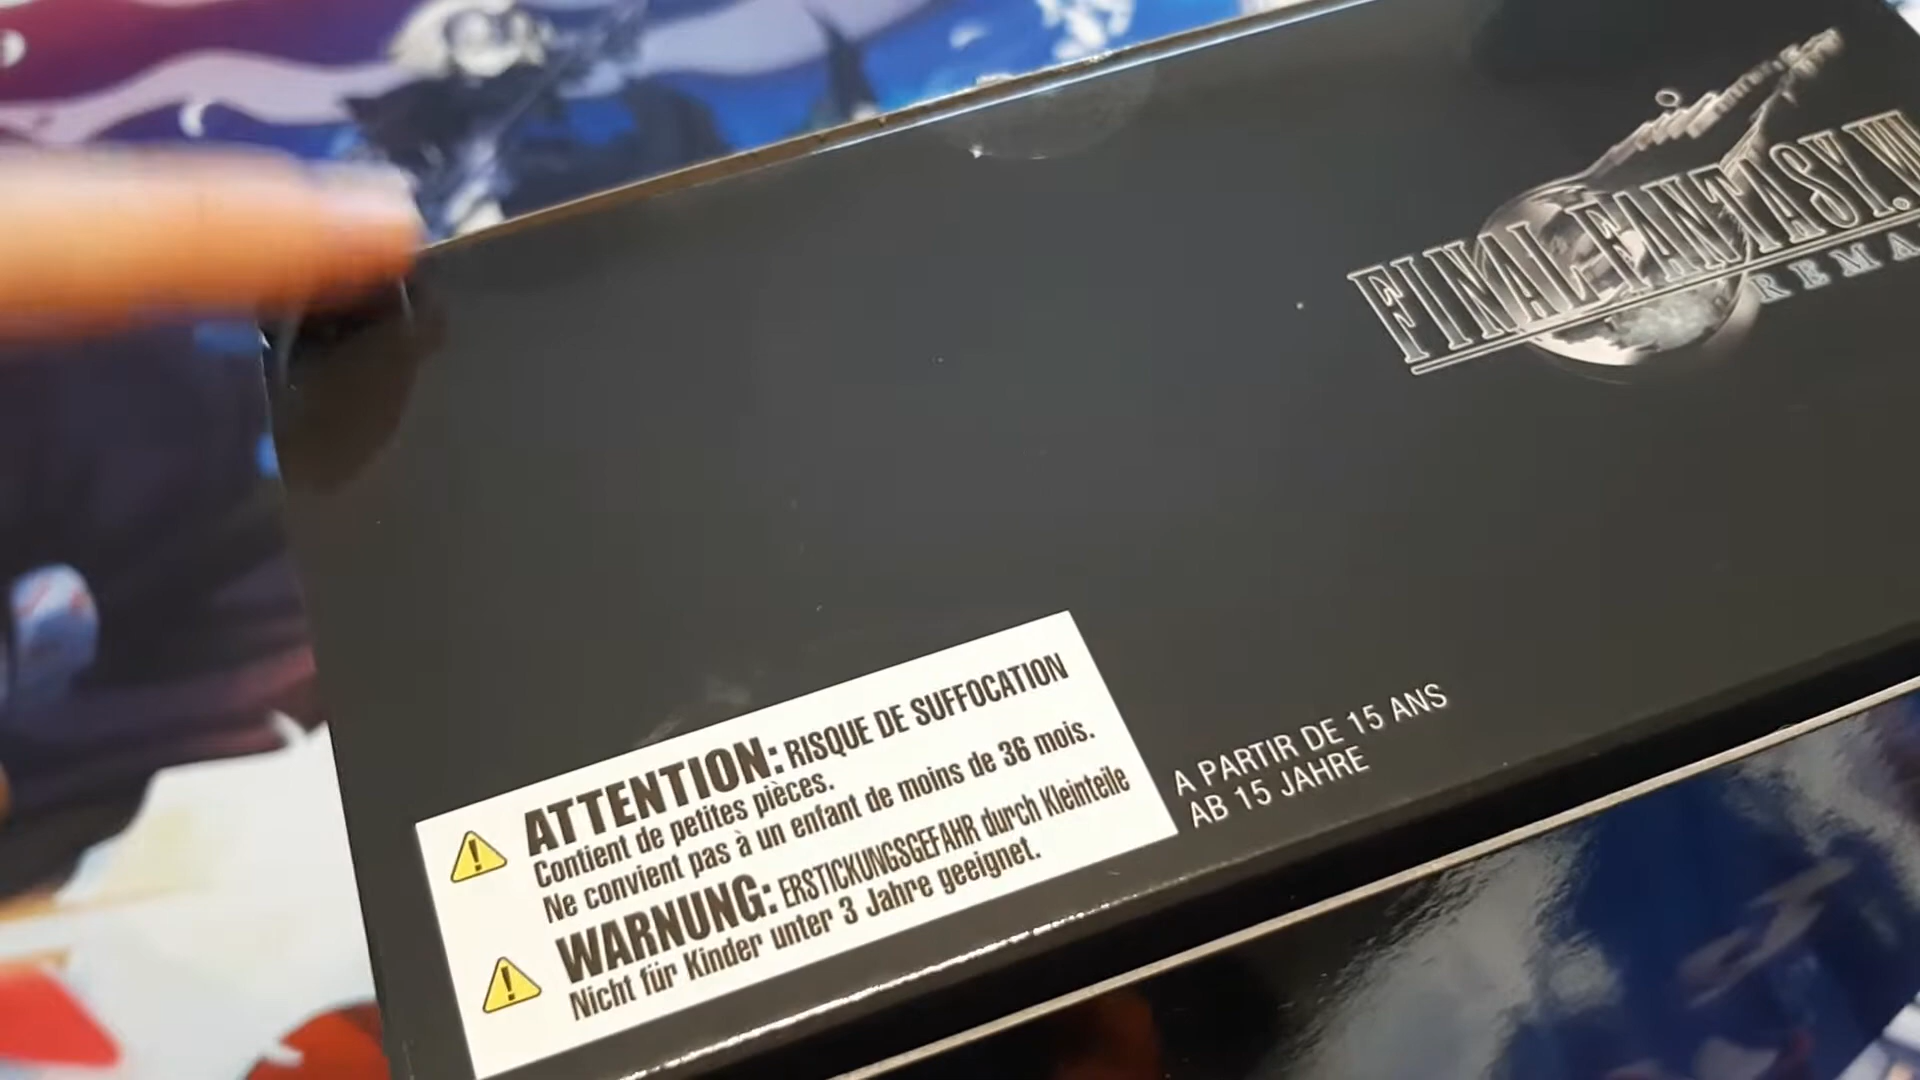 FINAL FANTASY VII
REMA
ATTENTION: RISQUE DE SUFFOCATION
Contient de petites pièces.
Ne convient pas à un enfant de moins de 36 mois.
WARNUNG: ERSTICKUNGSGEFAHR durch Kleinteile
Nicht für Kinder unter 3 Jahre geeignet.
A PARTIR DE 15 ANS
AB 15 JAHRE